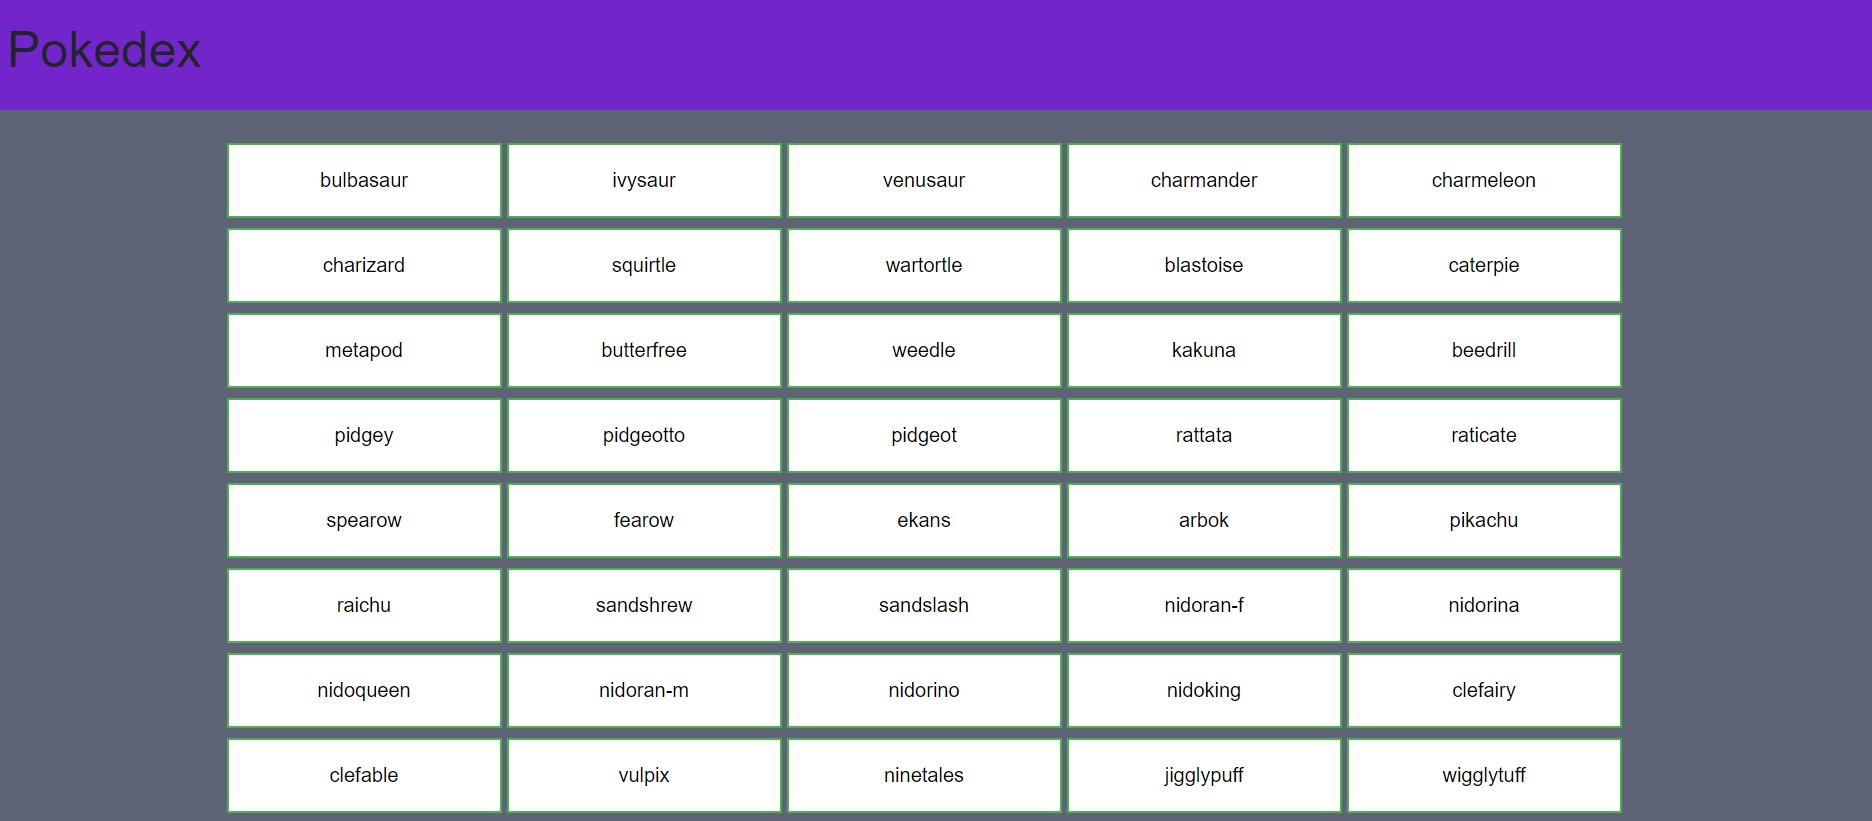 Pokedex
bulbasaur ivysaur venusaur charmander charmeleon
charizard squirtle wartortle blastoise caterpie
metapod butterfree weedle kakuna beedrill
pidgey pidgeotto pidgeot rattata raticate
spearow fearow ekans arbok pikachu
raichu sandshrew sandslash nidoran-f nidorina
nidoqueen nidoran-m nidorino nidoking clefairy
clefable vulpix ninetales jigglypuff wigglytuff